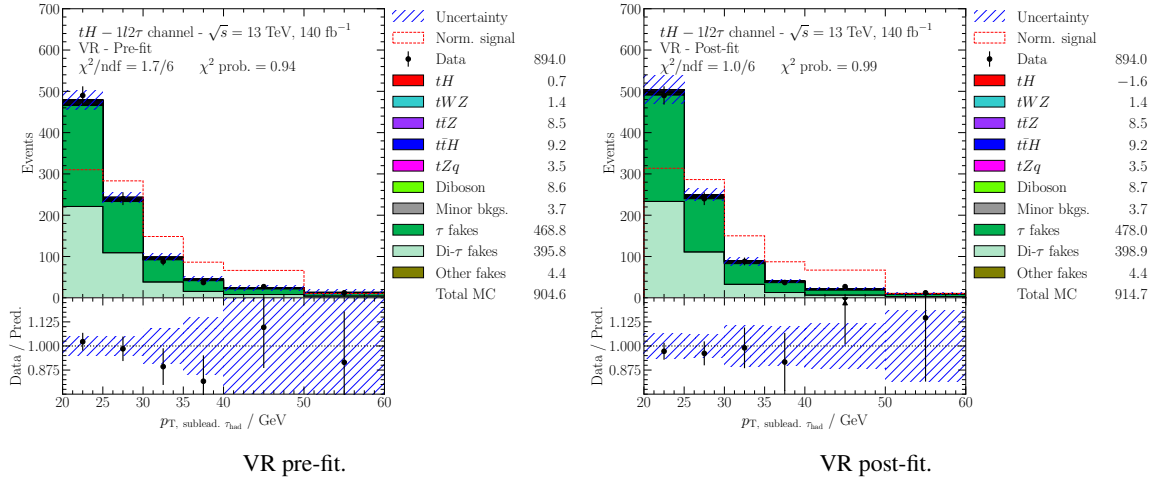 tH − 1l2τ channel - √s = 13 TeV, 140 fb⁻¹
VR - Pre-fit
χ²/ndf = 1.7/6 χ² prob. = 0.94
Events
700
600
500
400
300
200
100
0
Data / Pred.
1.125
1.000
0.875
20 25 30 35 40 45 50 55 60
p_T, sublead. τ_had / GeV
Uncertainty
Norm. signal
Data 894.0
tH 0.7
tWZ 1.4
tt̄Z 8.5
tt̄H 9.2
tZq 3.5
Diboson 8.6
Minor bkgs. 3.7
τ fakes 468.8
Di-τ fakes 395.8
Other fakes 4.4
Total MC 904.6
VR pre-fit.
tH − 1l2τ channel - √s = 13 TeV, 140 fb⁻¹
VR - Post-fit
χ²/ndf = 1.0/6 χ² prob. = 0.99
Events
700
600
500
400
300
200
100
0
Data / Pred.
1.125
1.000
0.875
20 25 30 35 40 45 50 55 60
p_T, sublead. τ_had / GeV
Uncertainty
Norm. signal
Data 894.0
tH −1.6
tWZ 1.4
tt̄Z 8.5
tt̄H 9.2
tZq 3.5
Diboson 8.7
Minor bkgs. 3.7
τ fakes 478.0
Di-τ fakes 398.9
Other fakes 4.4
Total MC 914.7
VR post-fit.